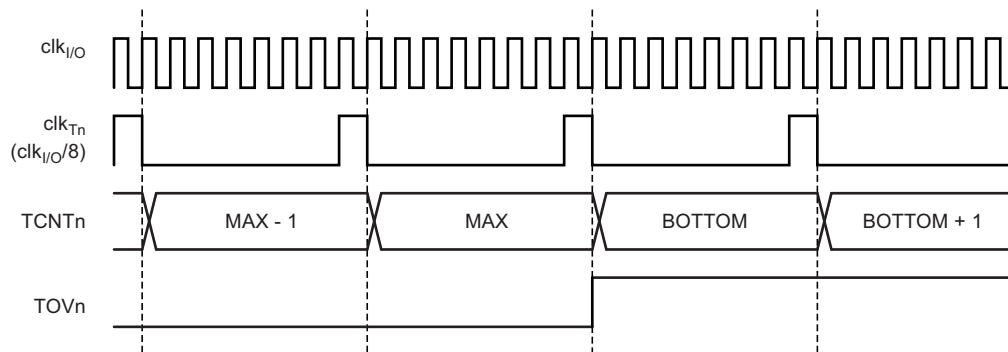 clkI/O
clkTn
(clkI/O/8)
TCNTn MAX - 1 MAX BOTTOM BOTTOM + 1
TOVn